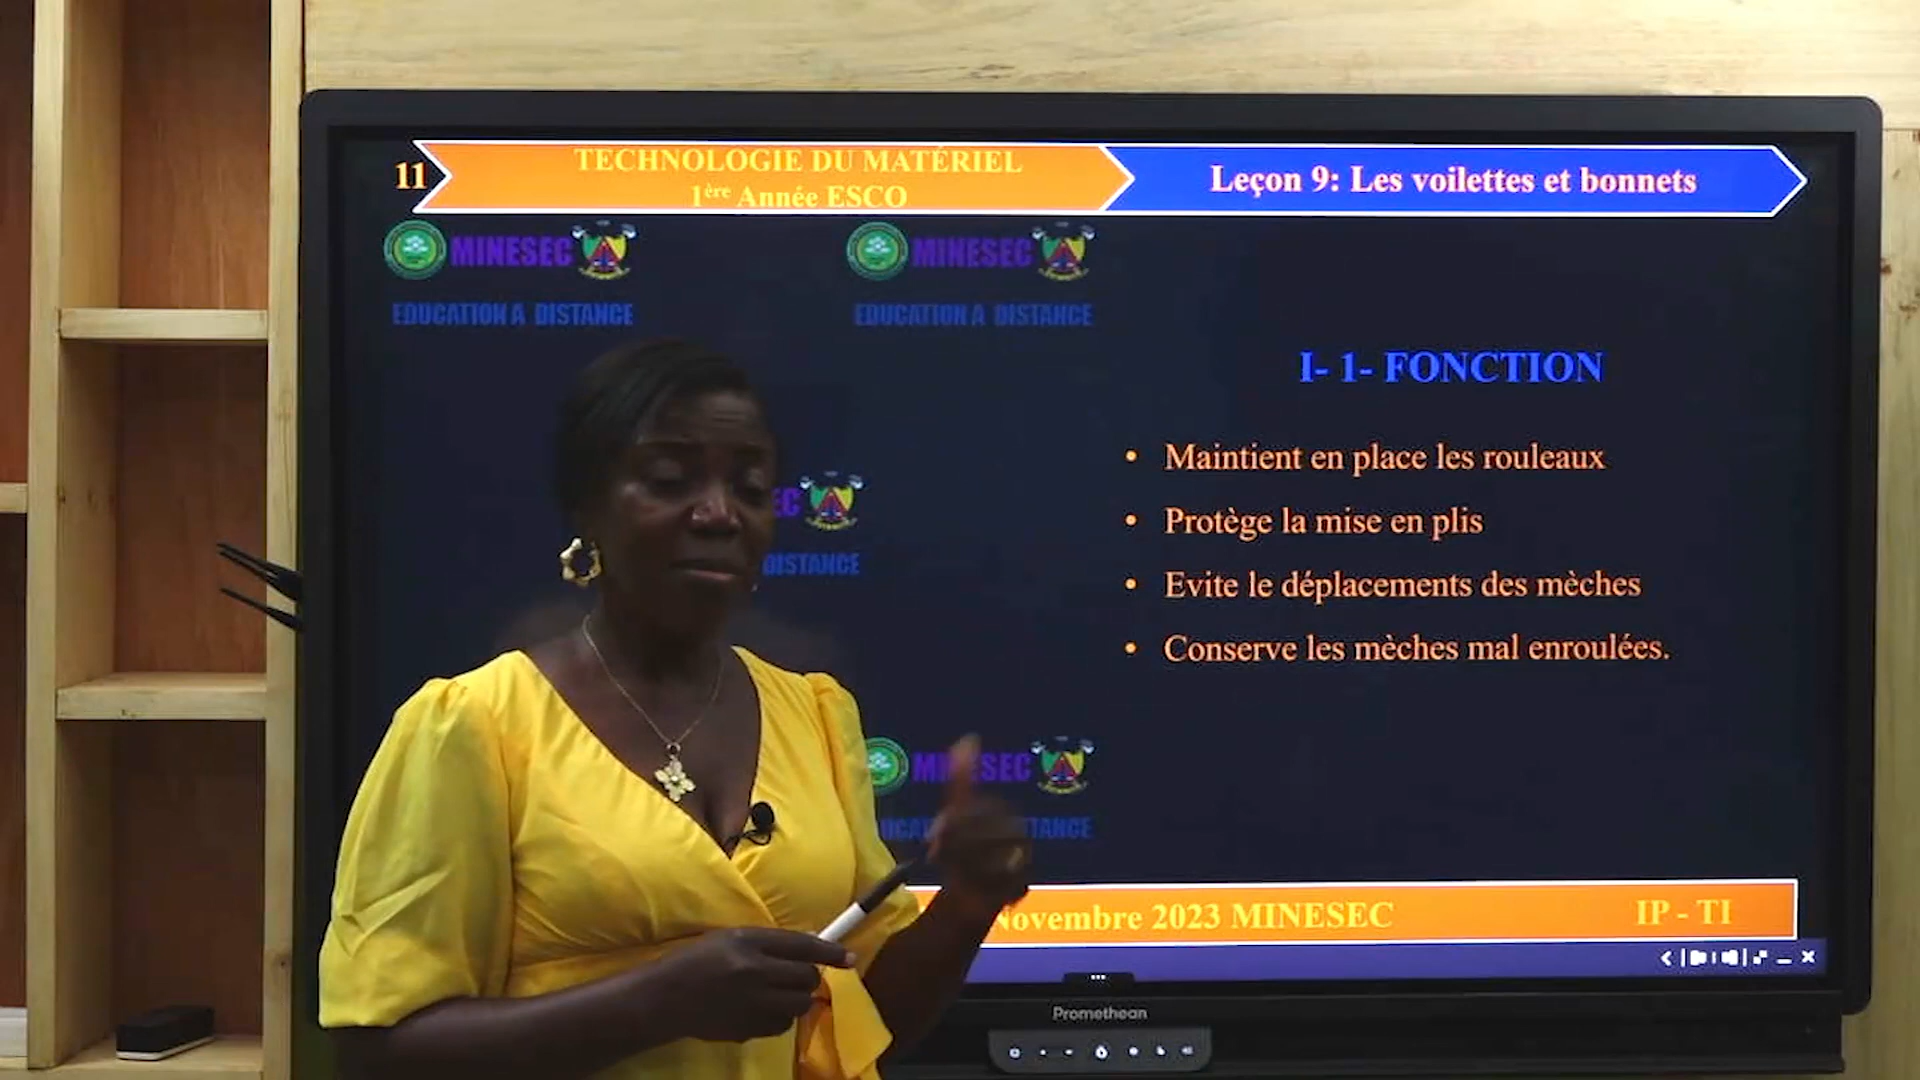 11
TECHNOLOGIE DU MATÉRIEL
1ère Année ESCO
Leçon 9: Les voilettes et bonnets
MINESEC
EDUCATION A DISTANCE
MINESEC
EDUCATION A DISTANCE
I- 1- FONCTION
• Maintient en place les rouleaux
• Protège la mise en plis
• Evite le déplacements des mèches
• Conserve les mèches mal enroulées.
EC
DISTANCE
Novembre 2023 MINESEC
IP - TI
Promethean